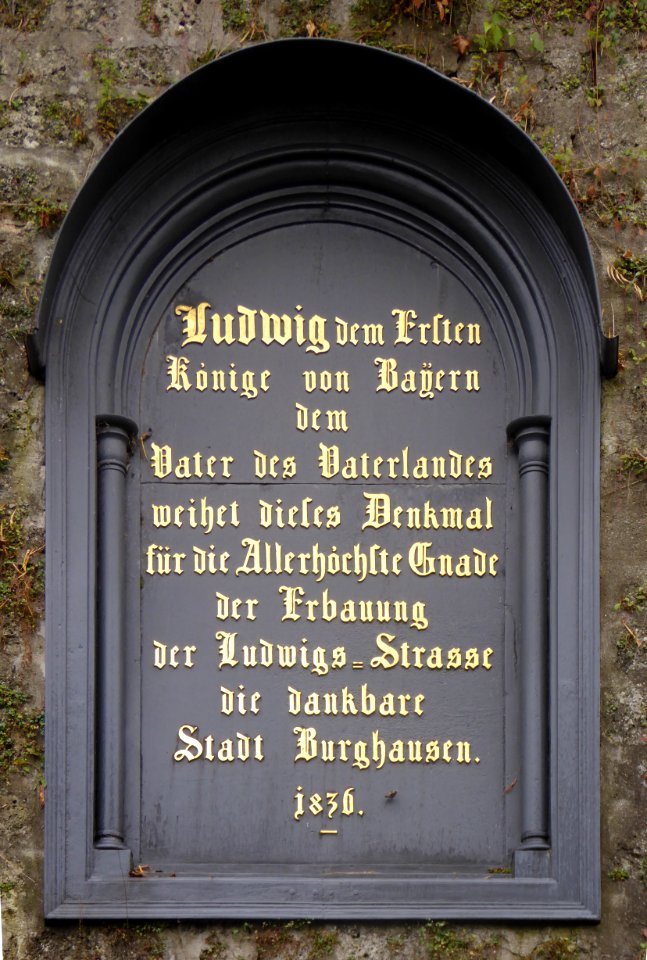 Ludwig dem Erſten
König von Bayern
dem
Vater des Vaterlandes
weihet dieſes Denkmal
für die Allerhöchſte Gnade
der Erbauung
der Ludwigs=Strasse
die dankbare
Stadt Burghausen.
1836.